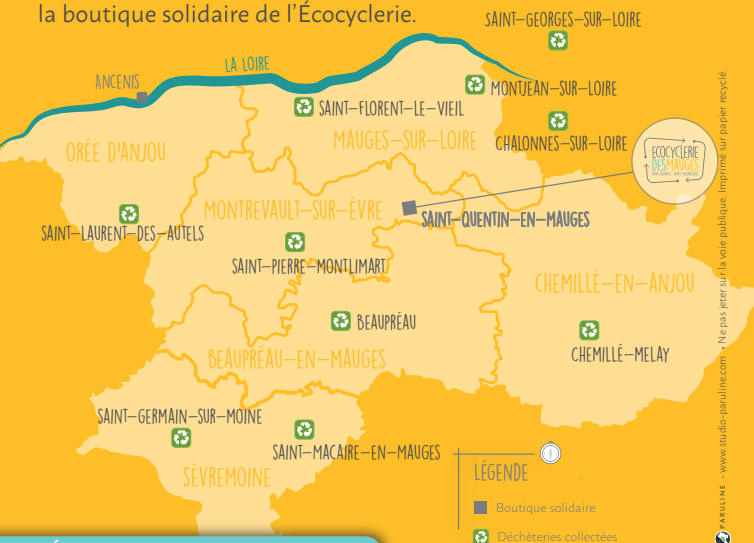 la boutique solidaire de l'Écocyclerie.
SAINT-GEORGES-SUR-LOIRE
LA LOIRE
ANCENIS
MONTJEAN-SUR-LOIRE
SAINT-FLORENT-LE-VIEIL
MAUGES-SUR-LOIRE
CHALONNES-SUR-LOIRE
ORÉE D'ANJOU
ECOCYCLERIE
DES MAUGES
MONTREVAULT-SUR-ÈVRE
SAINT-QUENTIN-EN-MAUGES
SAINT-LAURENT-DES-AUTELS
SAINT-PIERRE-MONTLIMART
CHEMILLÉ-EN-ANJOU
BEAUPRÉAU
CHEMILLÉ-MELAY
BEAUPRÉAU-EN-MAUGES
SAINT-GERMAIN-SUR-MOINE
SAINT-MACAIRE-EN-MAUGES
SÈVREMOINE
LÉGENDE
Boutique solidaire
Déchèteries collectées
PARULINE - www.studio-paruline.com • Ne pas jeter sur la voie publique. Imprimé sur papier recyclé.